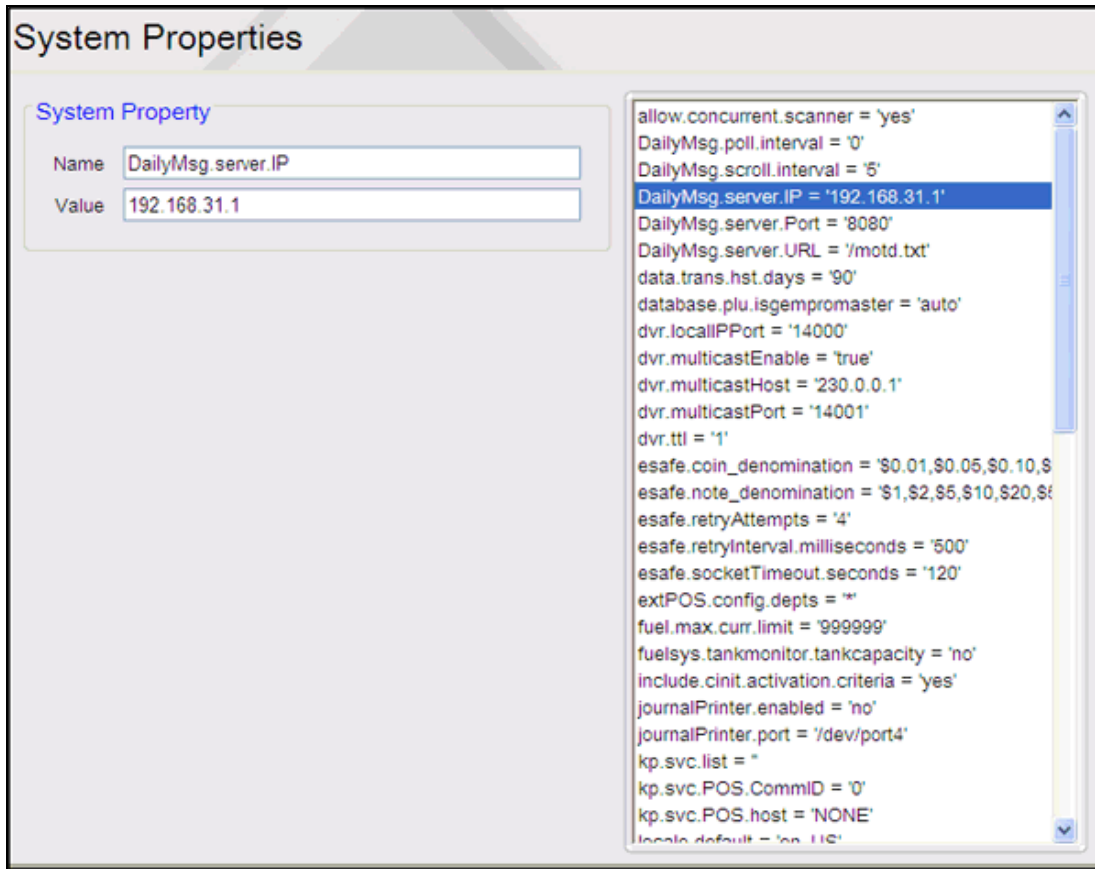 System Properties
System Property
Name DailyMsg.server.IP
Value 192.168.31.1
allow.concurrent.scanner = 'yes'
DailyMsg.poll.interval = '0'
DailyMsg.scroll.interval = '5'
DailyMsg.server.IP = '192.168.31.1'
DailyMsg.server.Port = '8080'
DailyMsg.server.URL = '/motd.txt'
data.trans.hst.days = '90'
database.plu.isgempromaster = 'auto'
dvr.localIPPort = '14000'
dvr.multicastEnable = 'true'
dvr.multicastHost = '230.0.0.1'
dvr.multicastPort = '14001'
dvr.ttl = '1'
esafe.coin_denomination = '$0.01,$0.05,$0.10,$
esafe.note_denomination = '$1,$2,$5,$10,$20,$
esafe.retryAttempts = '4'
esafe.retryInterval.milliseconds = '500'
esafe.socketTimeout.seconds = '120'
extPOS.config.depts = '*'
fuel.max.curr.limit = '999999'
fuelsys.tankmonitor.tankcapacity = 'no'
include.cinit.activation.criteria = 'yes'
journalPrinter.enabled = 'no'
journalPrinter.port = '/dev/port4'
kp.svc.list = ''
kp.svc.POS.CommID = '0'
kp.svc.POS.host = 'NONE'
locale.default = 'en_US'